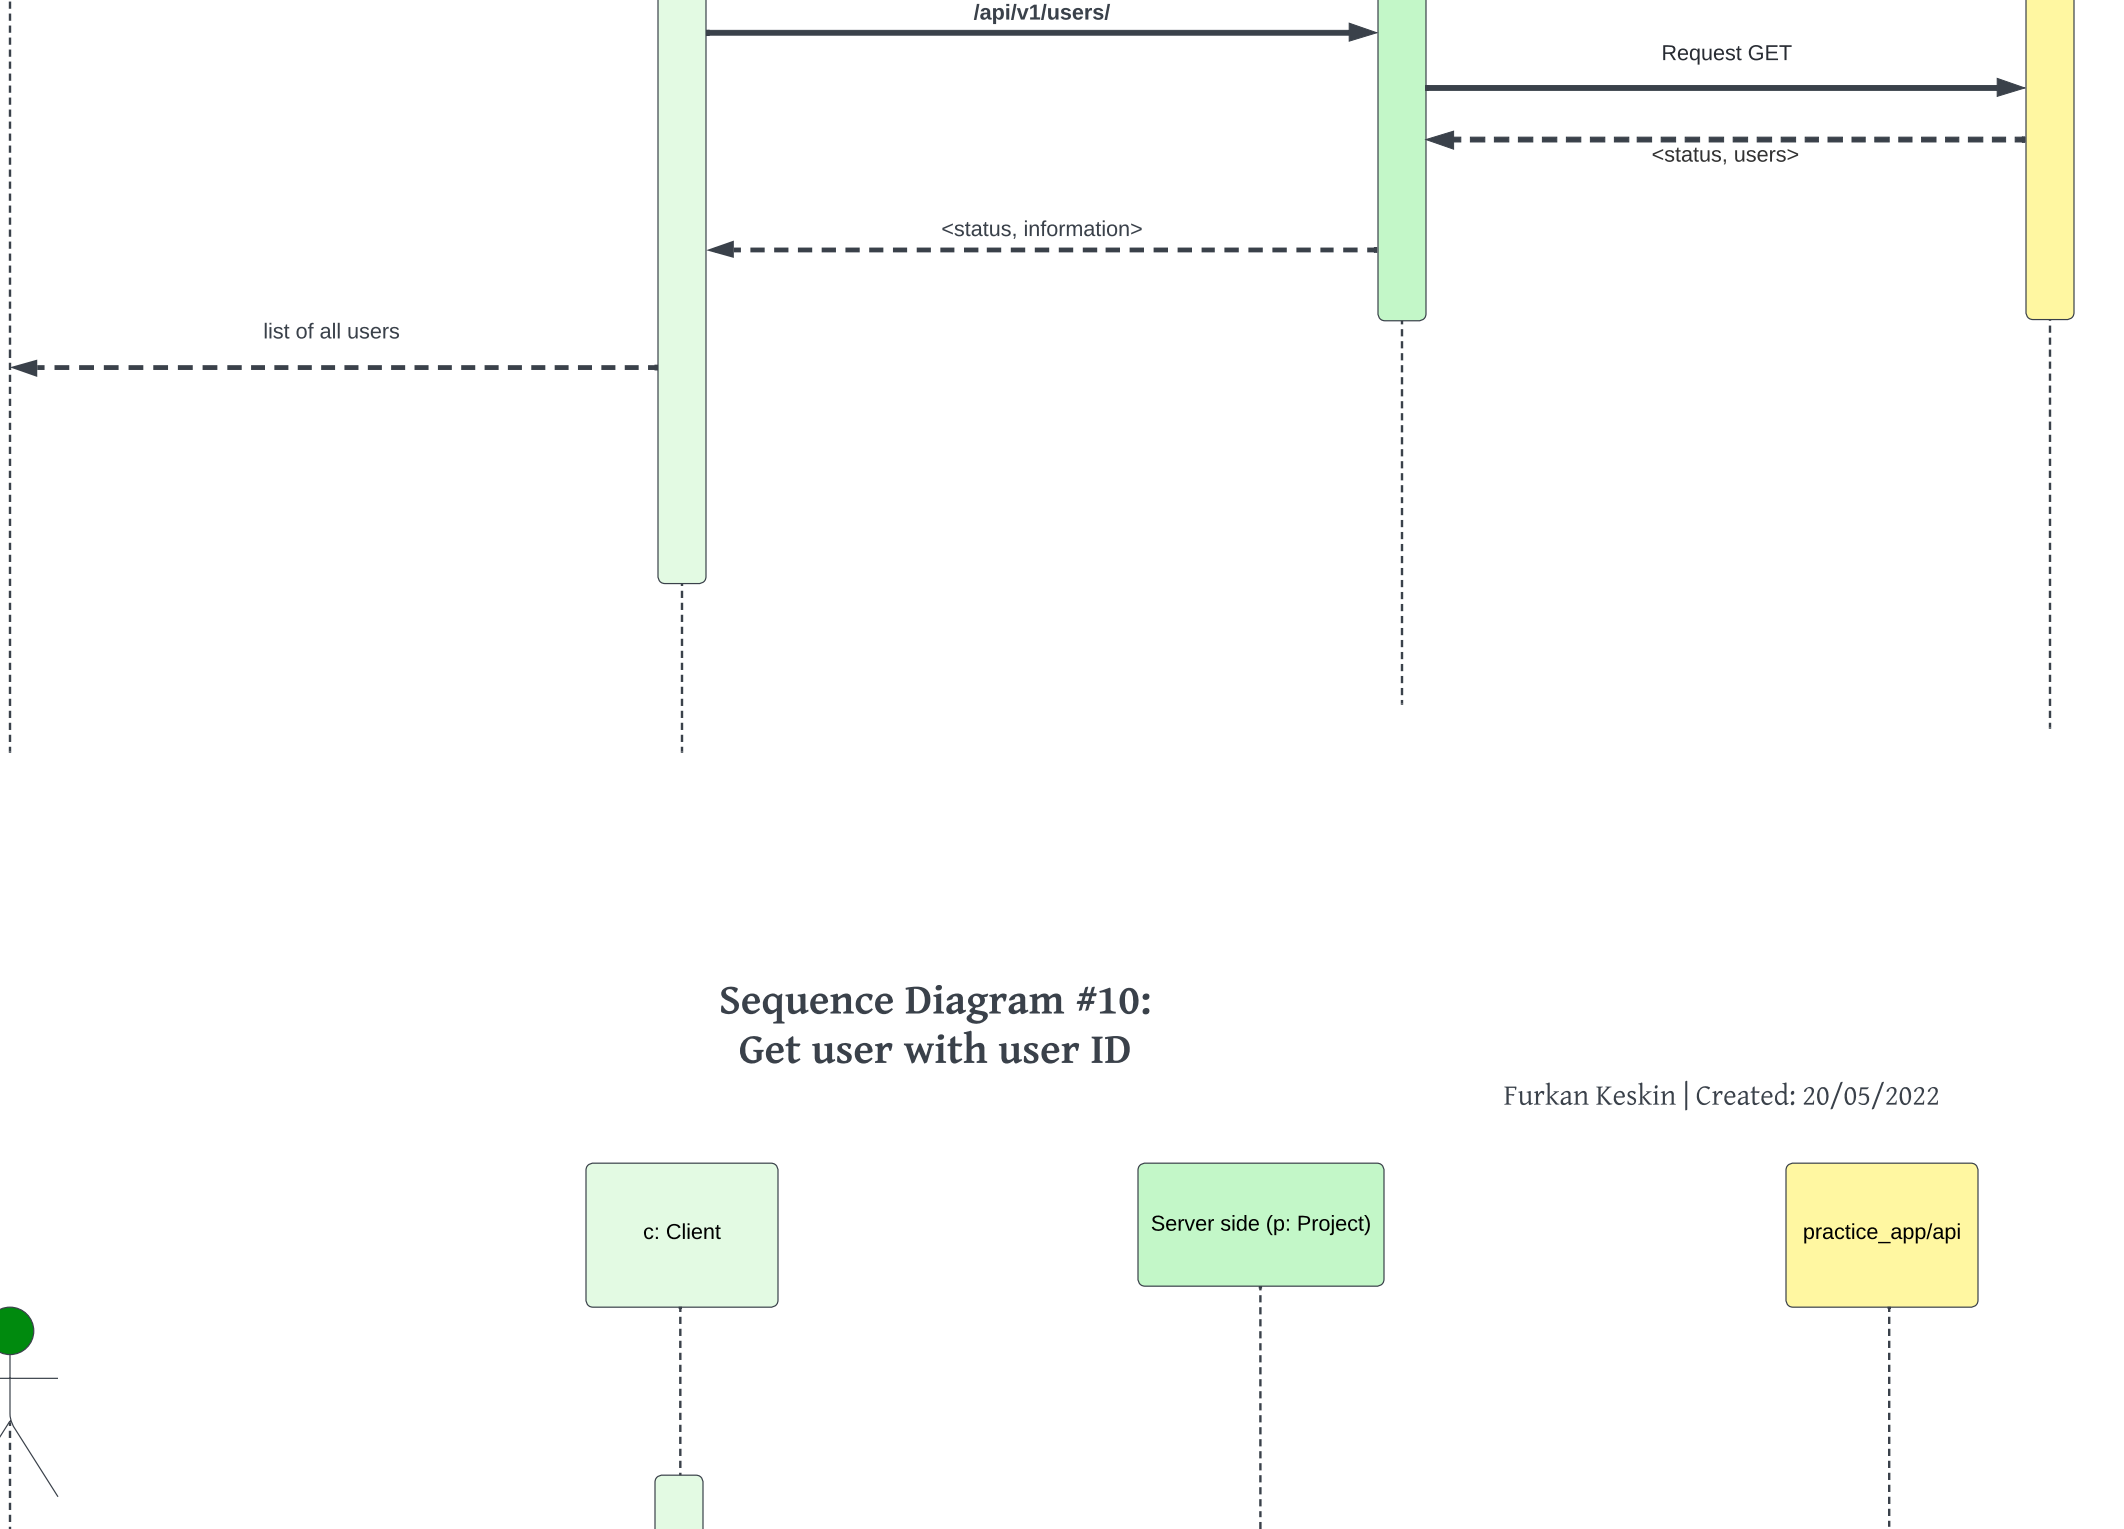 /api/v1/users/
Request GET
<status, users>
<status, information>
list of all users
Sequence Diagram #10:
Get user with user ID
Furkan Keskin | Created: 20/05/2022
c: Client
Server side (p: Project)
practice_app/api